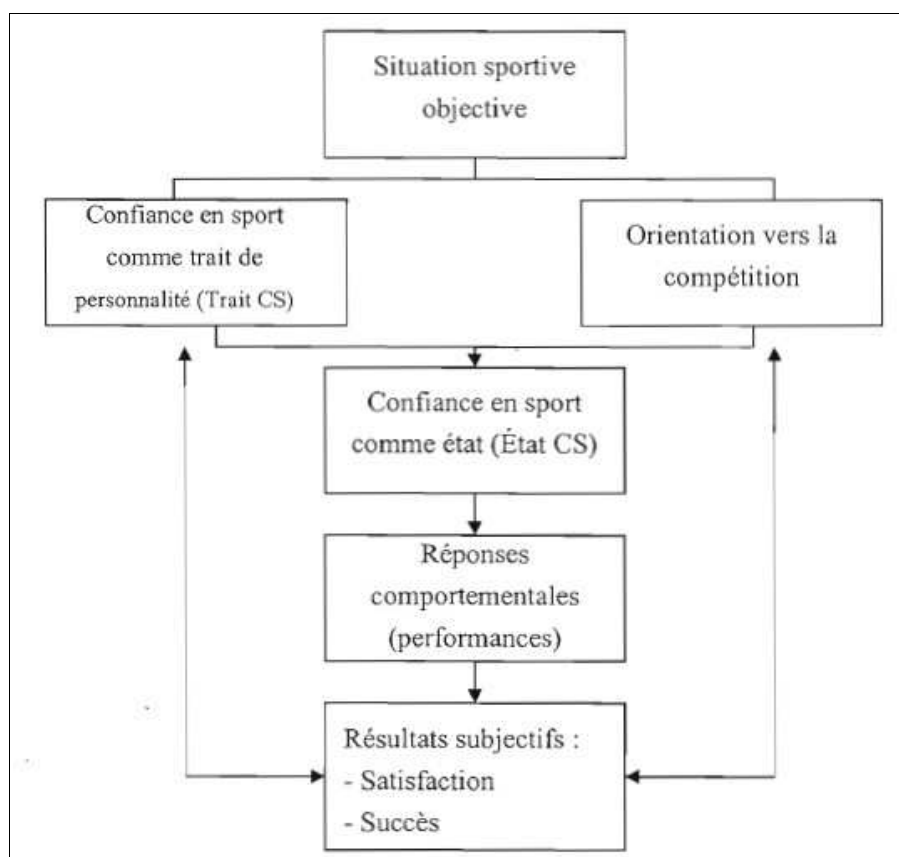 Situation sportive
objective
Confiance en sport
comme trait de
personnalité (Trait CS)
Orientation vers la
compétition
Confiance en sport
comme état (État CS)
Réponses
comportementales
(performances)
Résultats subjectifs :
- Satisfaction
- Succès